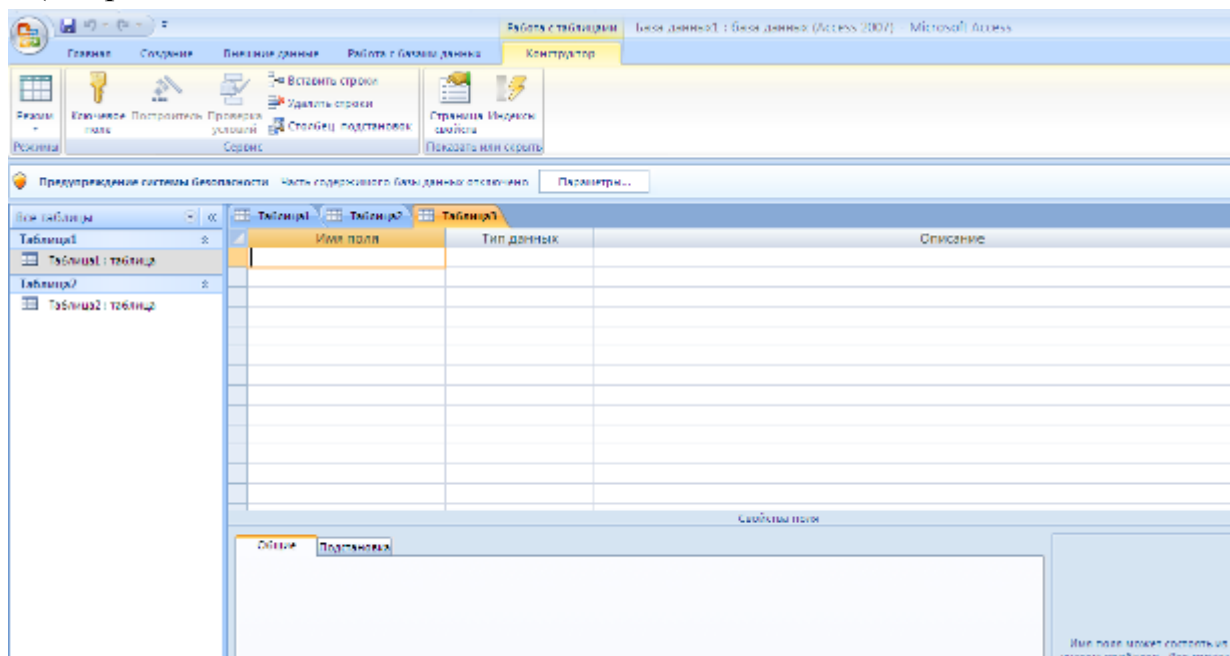 Работа с таблицами База данных1 : база данных (Access 2007) - Microsoft Access
Главная Создание Внешние данные Работа с базами данных Конструктор
Режим Ключевое поле Построитель Проверка условий
Вставить строки
Удалить строки
Столбец подстановок
Страница свойств Индексы
Режимы Сервис Показать или скрыть
Предупреждение системы безопасности Часть содержимого базы данных отключено Параметры...
Все таблицы Таблица1 Таблица2 Таблица3
Таблица1 Имя поля Тип данных Описание
Таблица1 : таблица
Таблица2
Таблица2 : таблица
Свойства поля
Общие Подстановка
Имя поля может состоять из